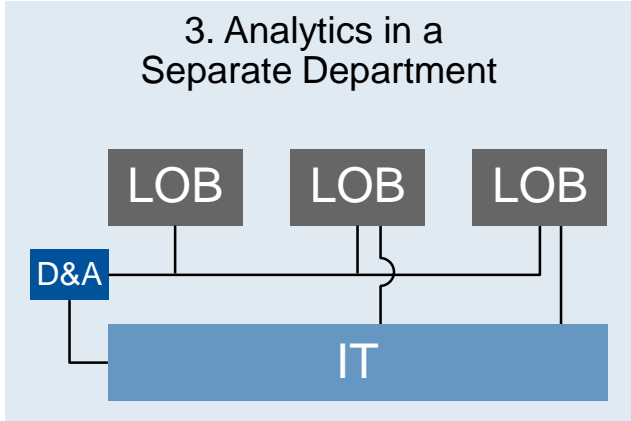 3. Analytics in a
Separate Department
LOB LOB LOB
D&A
IT